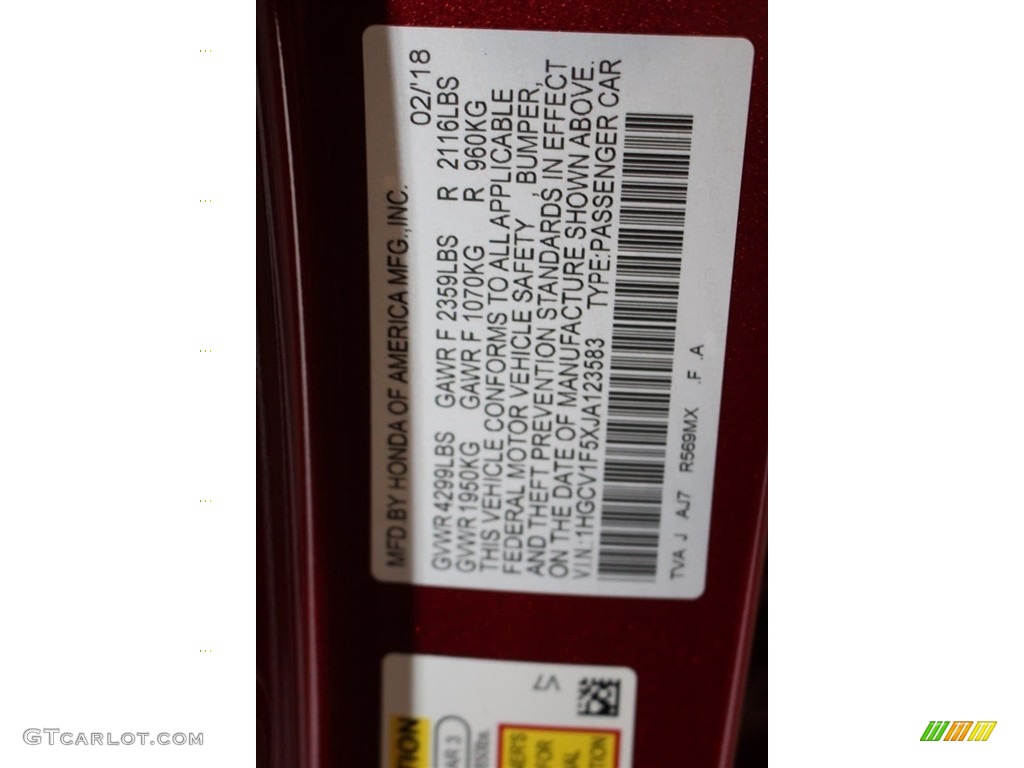 MFD.BY HONDA OF AMERICA MFG.,INC. 02/'18
GVWR 4299LBS GAWR F 2359LBS R 2116LBS
GVWR 1950KG GAWR F 1070KG R 960KG
THIS VEHICLE CONFORMS TO ALL APPLICABLE
FEDERAL MOTOR VEHICLE SAFETY , BUMPER,
AND THEFT PREVENTION STANDARDS IN EFFECT
ON THE DATE OF MANUFACTURE SHOWN ABOVE.
V.I.N.:1HGCV1F5XJA123583 TYPE:PASSENGER CAR
TVA J AJ7 R569MX .F .A
GTCARLOT.COM